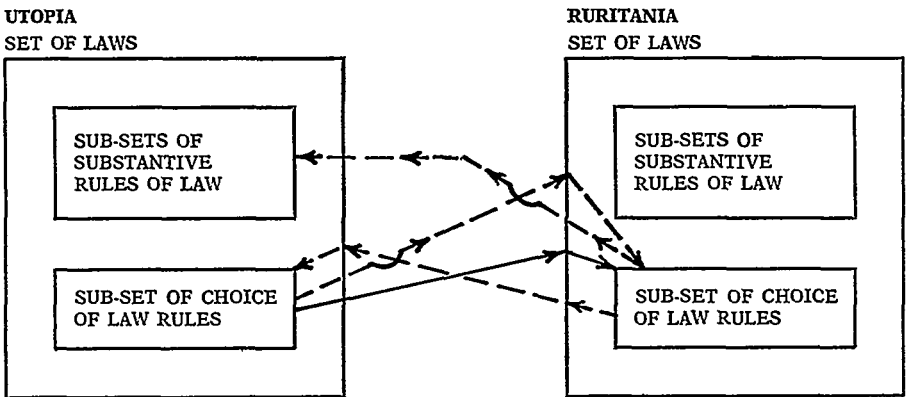 UTOPIA
SET OF LAWS
SUB-SETS OF
SUBSTANTIVE
RULES OF LAW
SUB-SET OF CHOICE
OF LAW RULES
RURITANIA
SET OF LAWS
SUB-SETS OF
SUBSTANTIVE
RULES OF LAW
SUB-SET OF CHOICE
OF LAW RULES